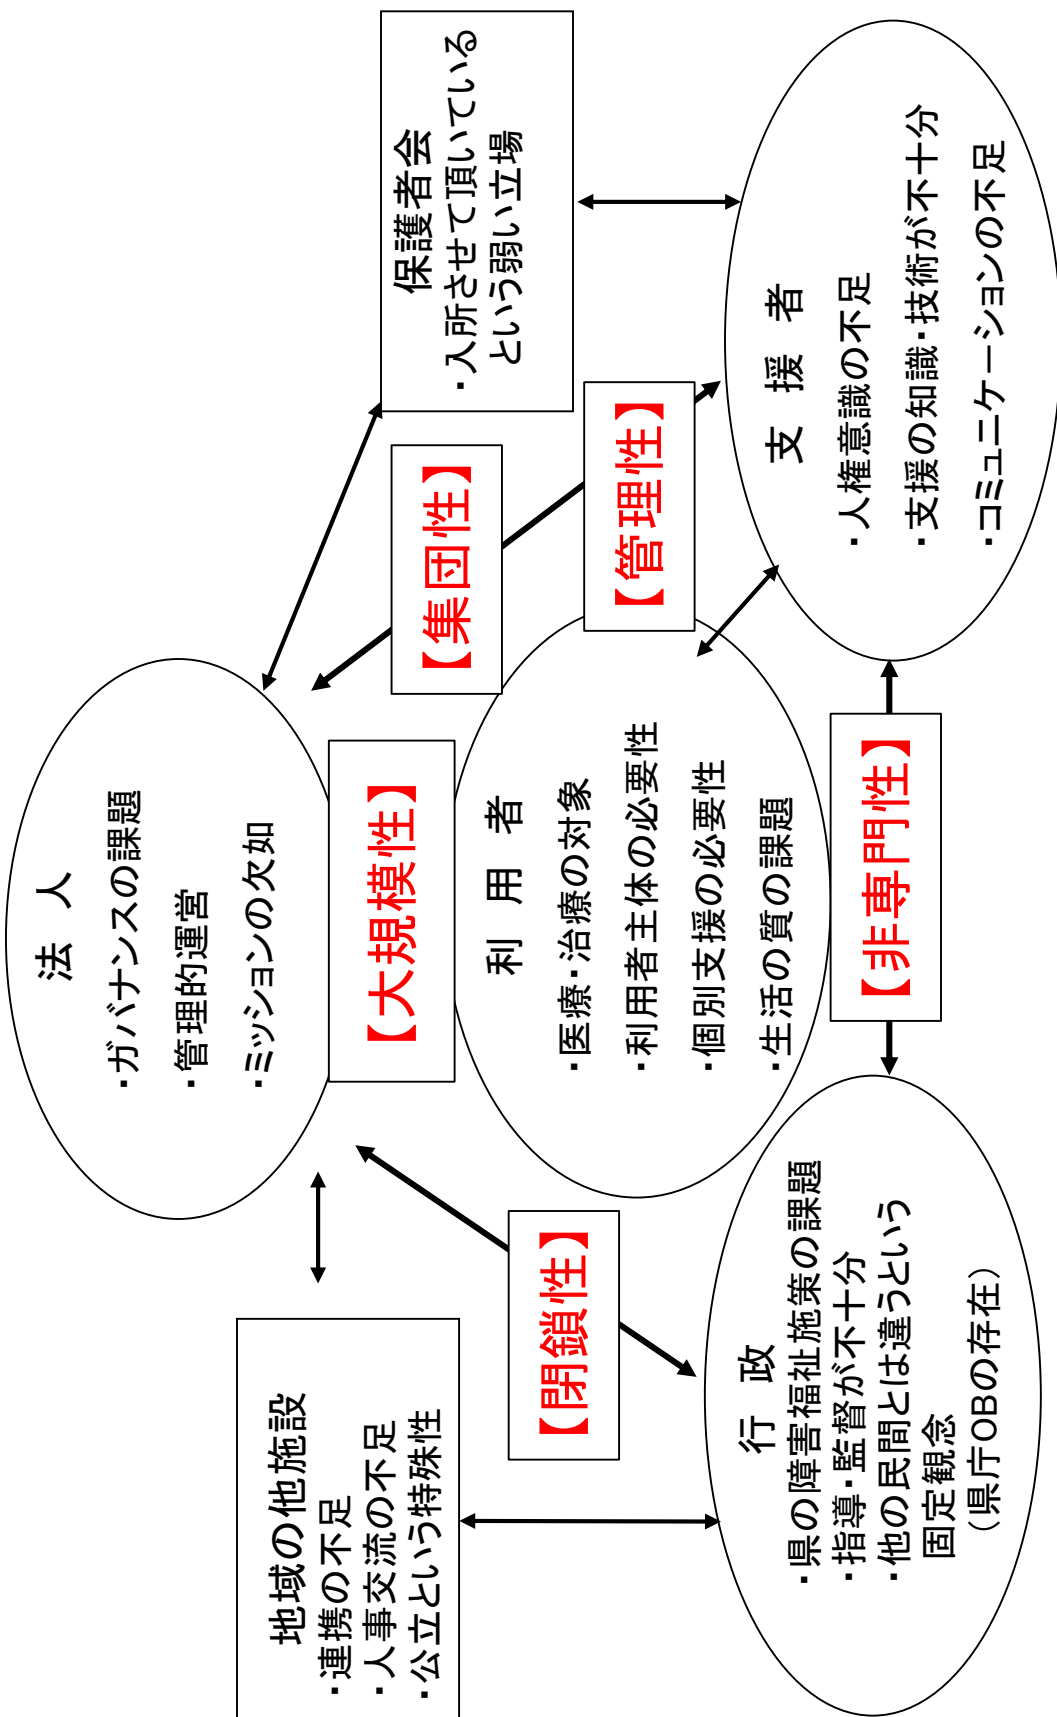 法　人
・ガバナンスの課題
・管理的運営
・ミッションの欠如
地域の他施設
・連携の不足
・人事交流の不足
・公立という特殊性
【大規模性】
保護者会
・入所させて頂いている
という弱い立場
【集団性】
利　用　者
・医療・治療の対象
・利用者主体の必要性
・個別支援の必要性
・生活の質の課題
【閉鎖性】
【管理性】
行　政
・県の障害福祉施策の課題
・指導・監督が不十分
・他の民間とは違うという
固定観念
（県庁OBの存在）
【非専門性】
支　援　者
・人権意識の不足
・支援の知識・技術が不十分
・コミュニケーションの不足